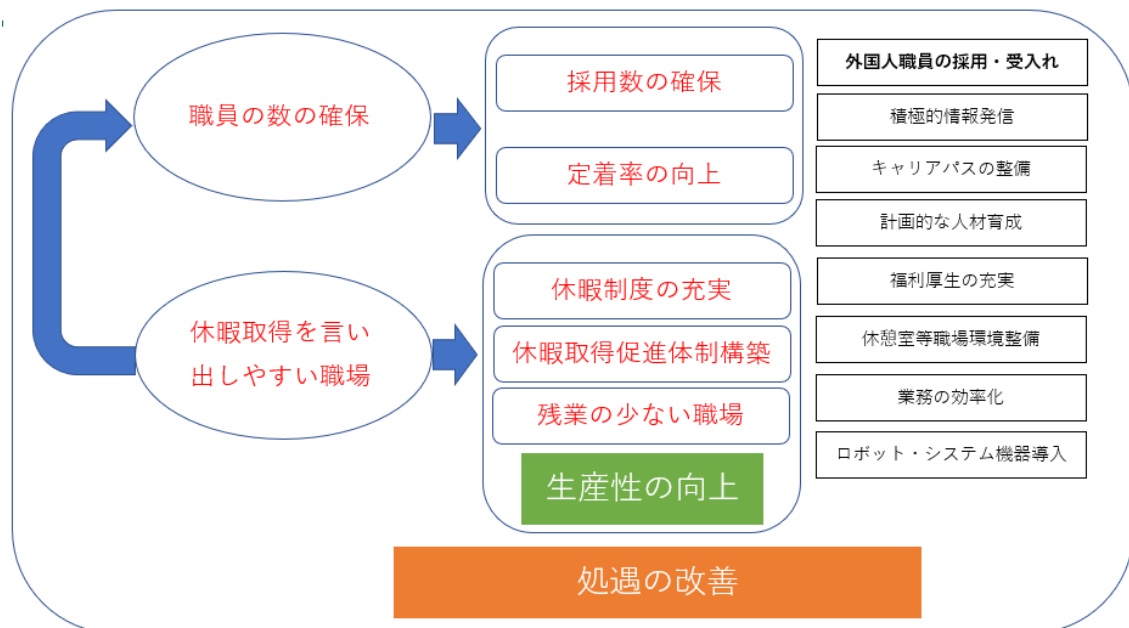 職員の数の確保
採用数の確保
定着率の向上
休暇取得を言い
出しやすい職場
休暇制度の充実
休暇取得促進体制構築
残業の少ない職場
生産性の向上
処遇の改善
外国人職員の採用・受入れ
積極的情報発信
キャリアパスの整備
計画的な人材育成
福利厚生の充実
休憩室等職場環境整備
業務の効率化
ロボット・システム機器導入